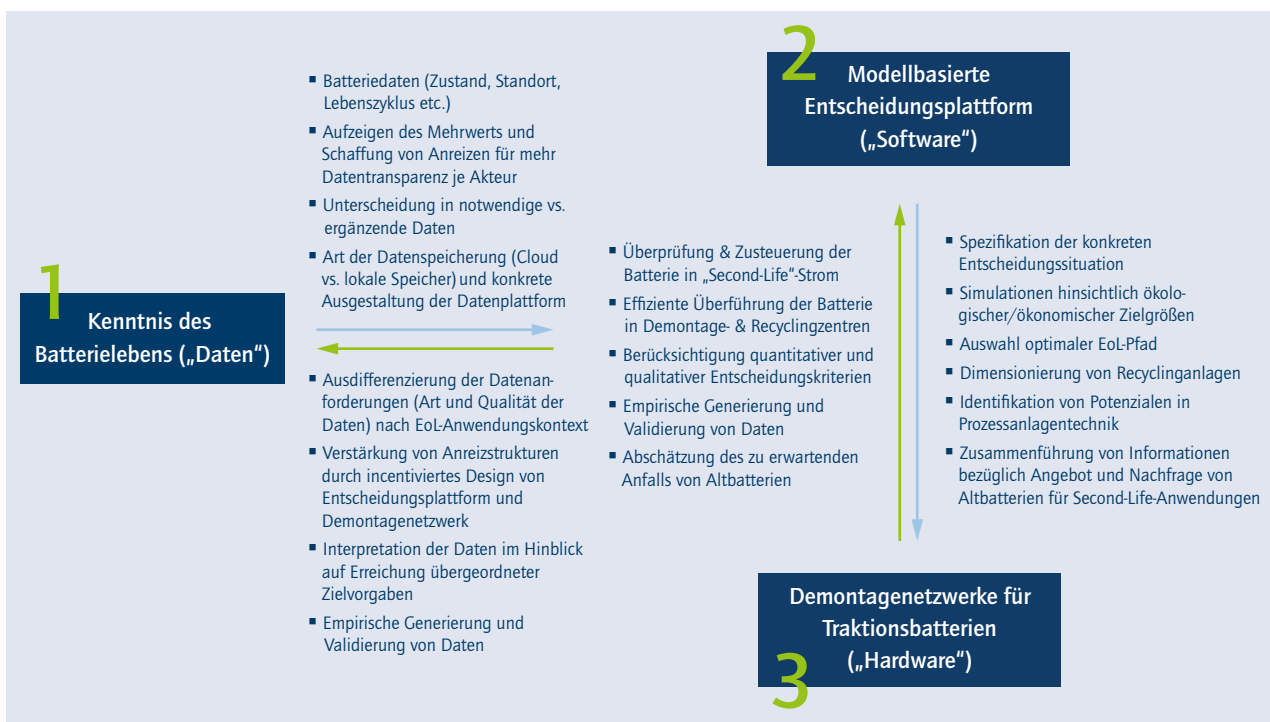 1
Kenntnis des
Batterielebens („Daten“)
▪ Batteriedaten (Zustand, Standort,
Lebenszyklus etc.)
▪ Aufzeigen des Mehrwerts und
Schaffung von Anreizen für mehr
Datentransparenz je Akteur
▪ Unterscheidung in notwendige vs.
ergänzende Daten
▪ Art der Datenspeicherung (Cloud
vs. lokale Speicher) und konkrete
Ausgestaltung der Datenplattform
▪ Ausdifferenzierung der Datenan-
forderungen (Art und Qualität der
Daten) nach EoL-Anwendungskontext
▪ Verstärkung von Anreizstrukturen
durch incentiviertes Design von
Entscheidungsplattform und
Demontagenetzwerk
▪ Interpretation der Daten im Hinblick
auf Erreichung übergeordneter
Zielvorgaben
▪ Empirische Generierung und
Validierung von Daten
2
Modellbasierte
Entscheidungsplattform
(„Software“)
▪ Überprüfung & Zusteuerung der
Batterie in „Second-Life“-Strom
▪ Effiziente Überführung der Batterie
in Demontage- & Recyclingzentren
▪ Berücksichtigung quantitativer und
qualitativer Entscheidungskriterien
▪ Empirische Generierung und
Validierung von Daten
▪ Abschätzung des zu erwartenden
Anfalls von Altbatterien
▪ Spezifikation der konkreten
Entscheidungssituation
▪ Simulationen hinsichtlich ökolo-
gischer/ökonomischer Zielgrößen
▪ Auswahl optimaler EoL-Pfad
▪ Dimensionierung von Recyclinganlagen
▪ Identifikation von Potenzialen in
Prozessanlagentechnik
▪ Zusammenführung von Informationen
bezüglich Angebot und Nachfrage von
Altbatterien für Second-Life-Anwendungen
Demontagenetzwerke für
Traktionsbatterien
(„Hardware“)
3